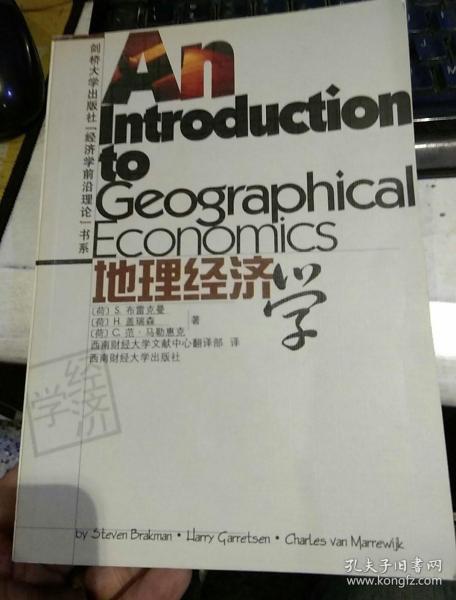 剑桥大学出版社「经济学前沿理论」书系
An
Introduction
to
Geographical
Economics
地理经济学
〔荷〕S. 布雷克曼
〔荷〕H. 盖瑞森 著
〔荷〕C. 范·马勒惠克
西南财经大学文献中心翻译部 译
西南财经大学出版社
经济学
by Steven Brakman • Harry Garretsen • Charles van Marrewijk
孔夫子旧书网
www.kongfz.com